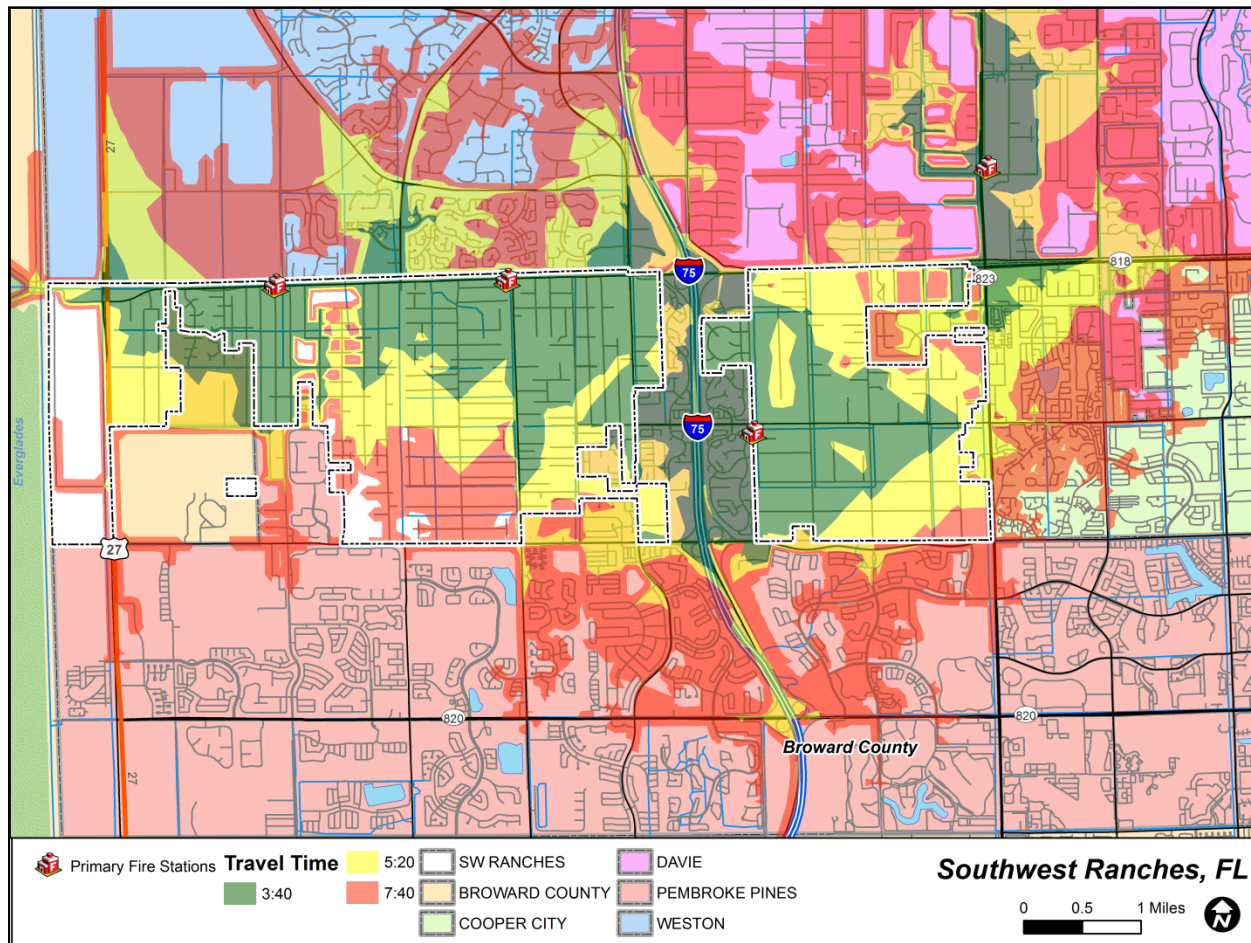 27
75
823
818
75
Everglades
27
820
820
Broward County
27
Primary Fire Stations
Travel Time
3:40
5:20
7:40
SW RANCHES
BROWARD COUNTY
COOPER CITY
DAVIE
PEMBROKE PINES
WESTON
Southwest Ranches, FL
0 0.5 1 Miles
N